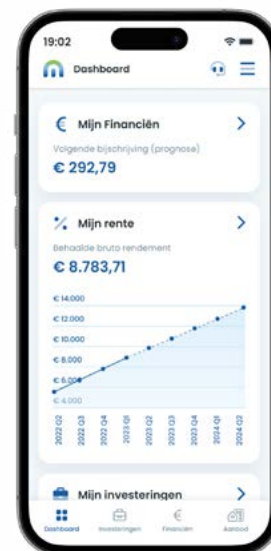 19:02
Dashboard
Mijn Financiën
Volgende bijschrijving (prognose)
€ 292,79
Mijn rente
Behaalde bruto rendement
€ 8.783,71
€ 14.000
€ 12.000
€ 10.000
€ 8.000
€ 6.000
€ 4.000
2022 Q2
2022 Q3
2022 Q4
2023 Q1
2023 Q2
2023 Q3
2023 Q4
2024 Q1
2024 Q2
Mijn investeringen
Dashboard
Investeringen
Financiën
Aanbod